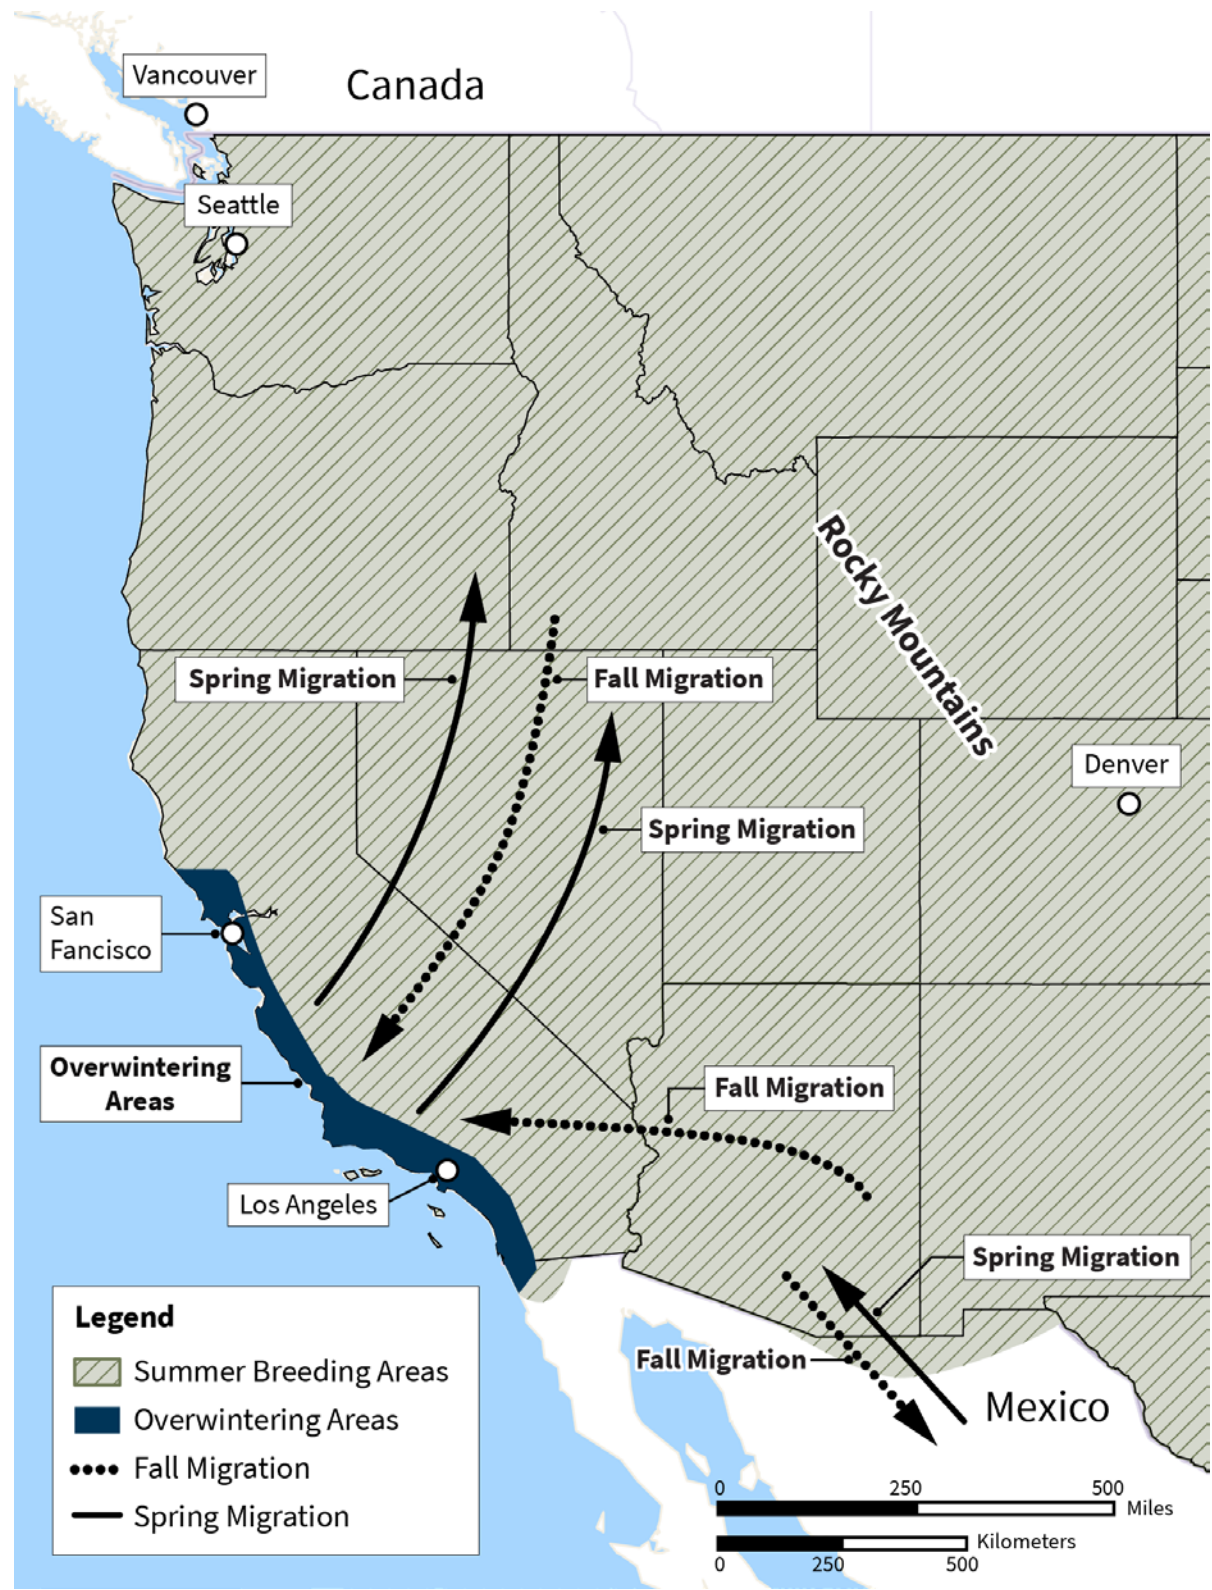 Vancouver
Canada
Seattle
Rocky Mountains
Spring Migration
Fall Migration
Denver
Spring Migration
San
Fancisco
Overwintering
Areas
Fall Migration
Los Angeles
Spring Migration
Fall Migration
Mexico
Legend
Summer Breeding Areas
Overwintering Areas
Fall Migration
Spring Migration
0 250 500
Miles
Kilometers
0 250 500